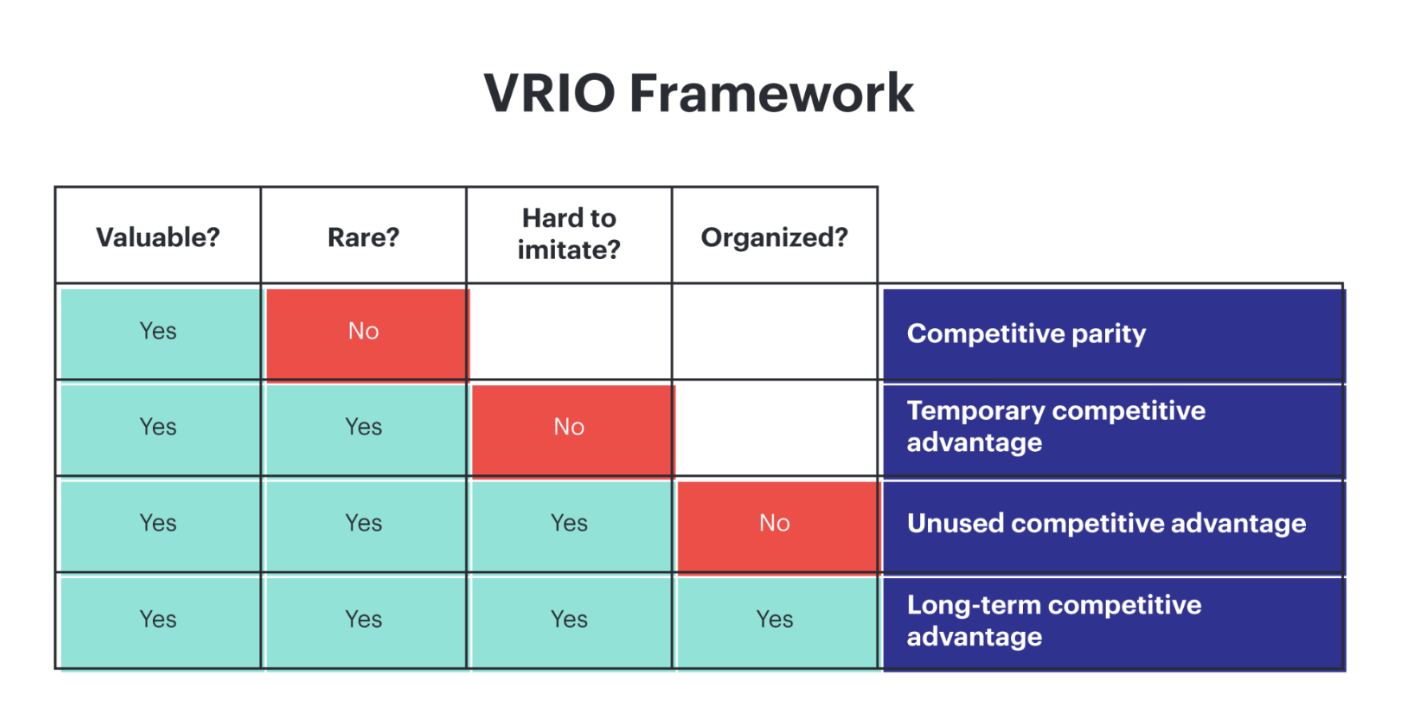 VRIO Framework
Valuable?
Rare?
Hard to
imitate?
Organized?
Yes
No
Competitive parity
Yes
Yes
No
Temporary competitive
advantage
Yes
Yes
Yes
No
Unused competitive advantage
Yes
Yes
Yes
Yes
Long-term competitive
advantage